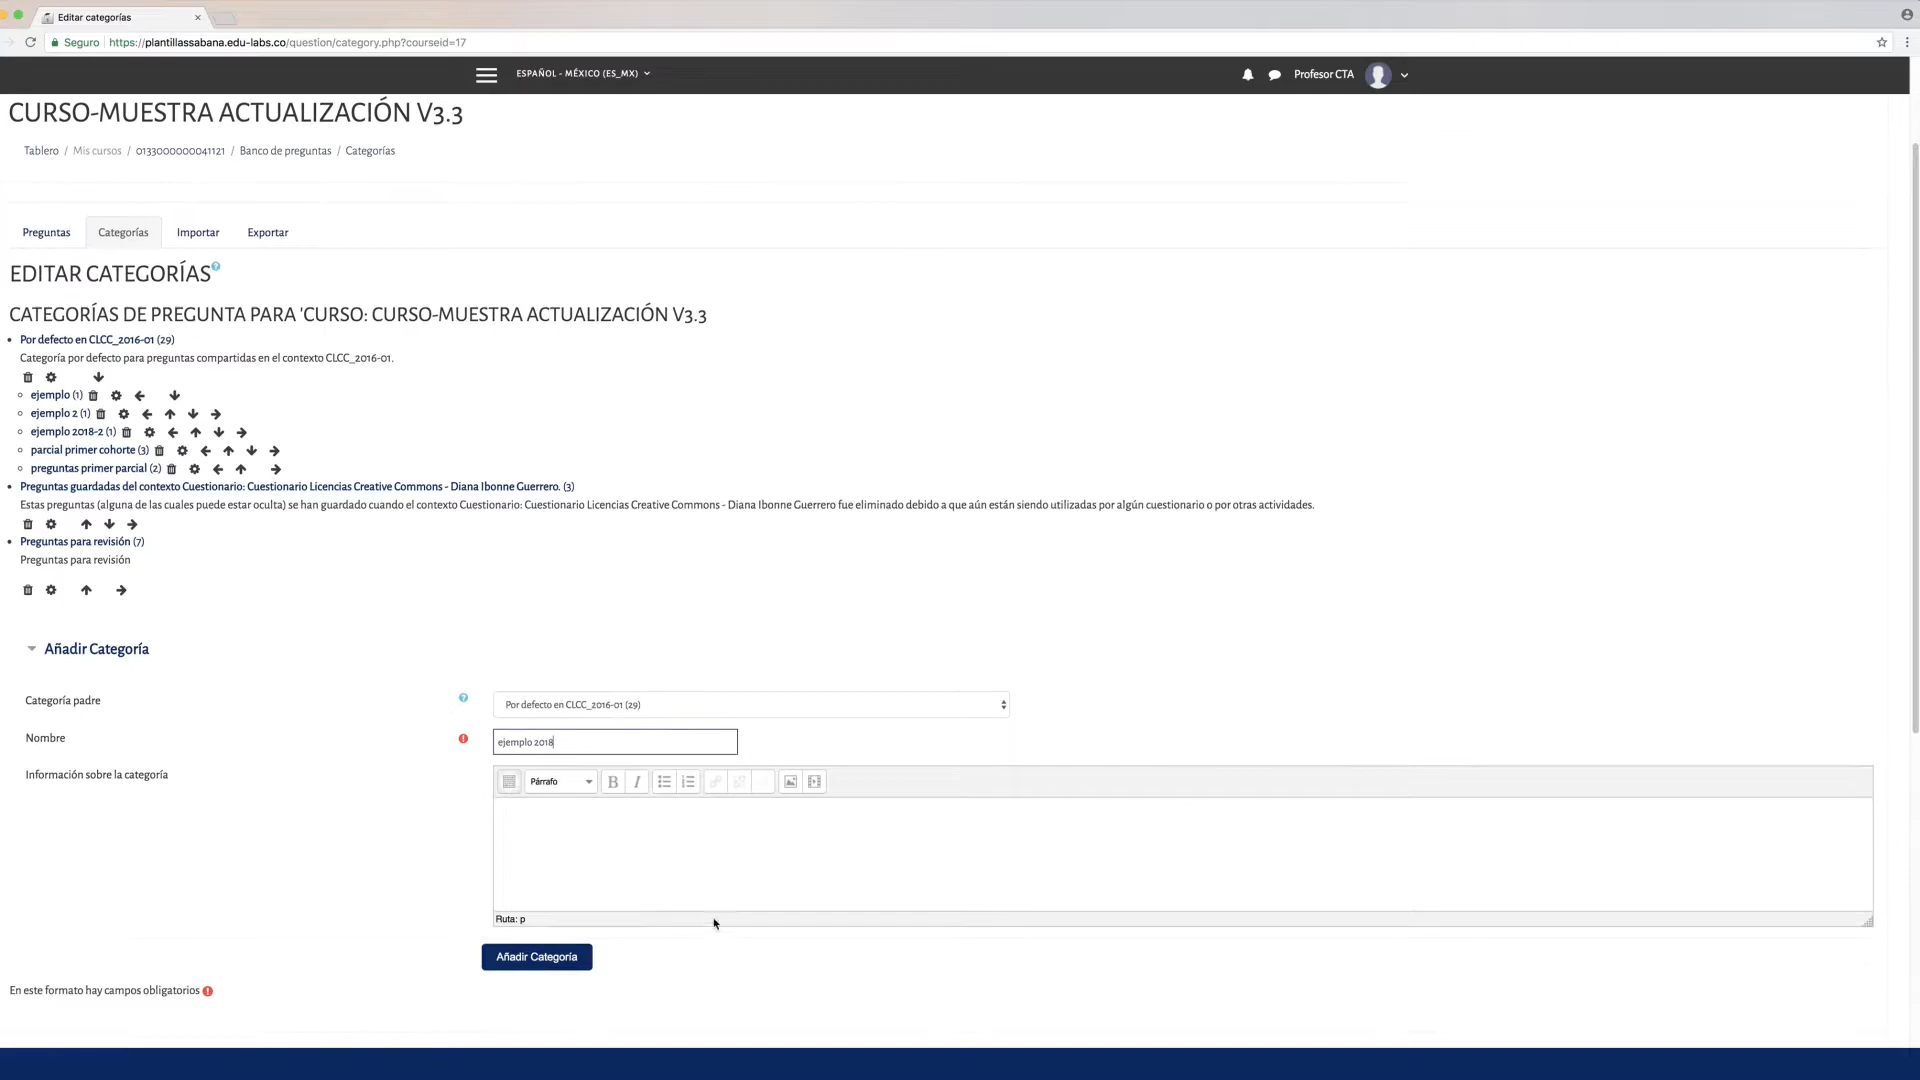 Editar categorías
Seguro https://plantillassabana.edu-labs.co/question/category.php?courseid=17
ESPAÑOL - MÉXICO (ES_MX)
Profesor CTA
CURSO-MUESTRA ACTUALIZACIÓN V3.3
Tablero / Mis cursos / 0133000000041121 / Banco de preguntas / Categorías
Preguntas Categorías Importar Exportar
EDITAR CATEGORÍAS
CATEGORÍAS DE PREGUNTA PARA 'CURSO: CURSO-MUESTRA ACTUALIZACIÓN V3.3
Por defecto en CLCC_2016-01 (29)
Categoría por defecto para preguntas compartidas en el contexto CLCC_2016-01.
ejemplo (1)
ejemplo 2 (1)
ejemplo 2018-2 (1)
parcial primer cohorte (3)
preguntas primer parcial (2)
Preguntas guardadas del contexto Cuestionario: Cuestionario Licencias Creative Commons - Diana Ibonne Guerrero. (3)
Estas preguntas (alguna de las cuales puede estar oculta) se han guardado cuando el contexto Cuestionario: Cuestionario Licencias Creative Commons - Diana Ibonne Guerrero fue eliminado debido a que aún están siendo utilizadas por algún cuestionario o por otras actividades.
Preguntas para revisión (7)
Preguntas para revisión
Añadir Categoría
Categoría padre
Por defecto en CLCC_2016-01 (29)
Nombre
ejemplo 2018
Información sobre la categoría
Párrafo B I
Ruta: p
Añadir Categoría
En este formato hay campos obligatorios